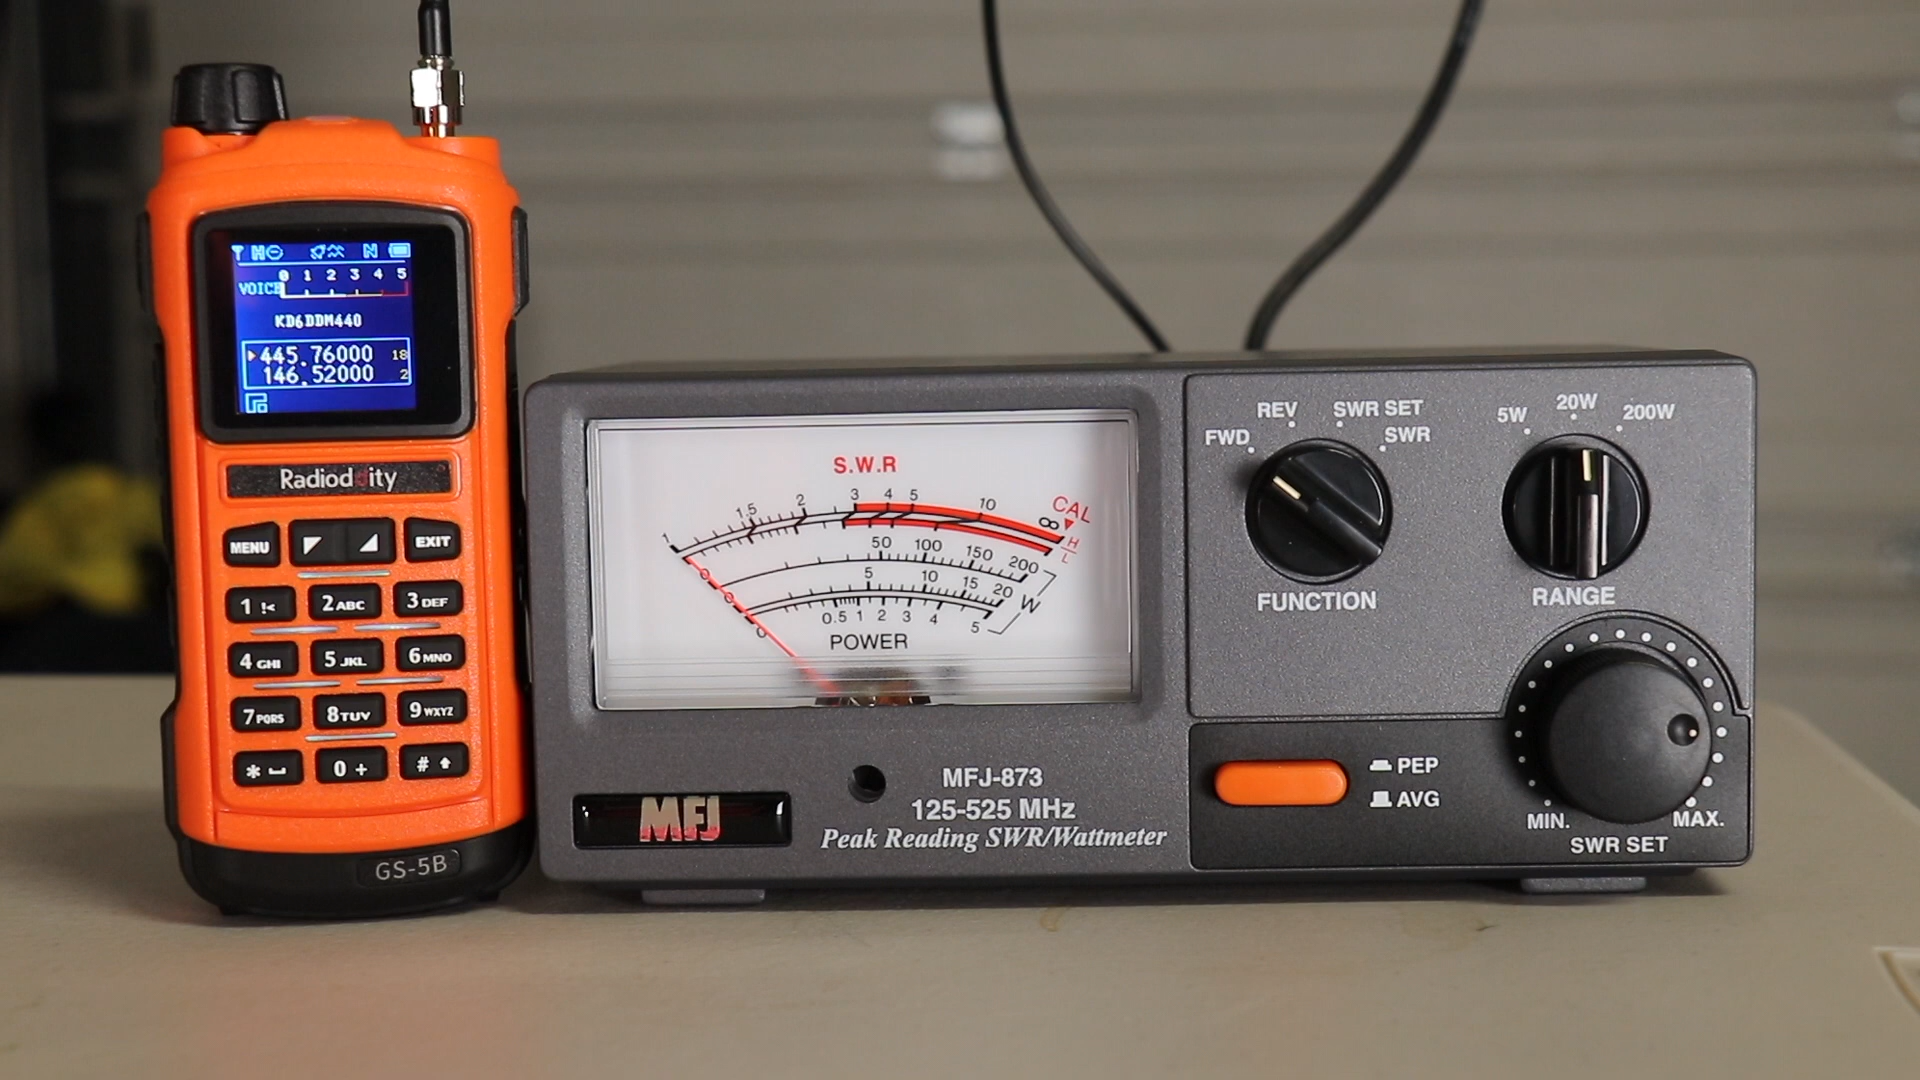 H N
0 1 2 3 4 5
VOICE
KD6DDM440
445.76000 18
146.52000 2
Radioddity
MENU EXIT
1 !< 2ABC 3DEF
4GHI 5JKL 6MNO
7PQRS 8TUV 9WXYZ
* 0+ #
GS-5B
S.W.R
1 1.5 2 3 4 5 10 ∞ CAL
H
L
0 50 100 150 200
0 5 10 15 20 W
0 0.5 1 2 3 4 5
POWER
MFJ
MFJ-873
125-525 MHz
Peak Reading SWR/Wattmeter
FWD REV SWR SET SWR
FUNCTION
5W 20W 200W
RANGE
PEP
AVG
MIN. MAX.
SWR SET